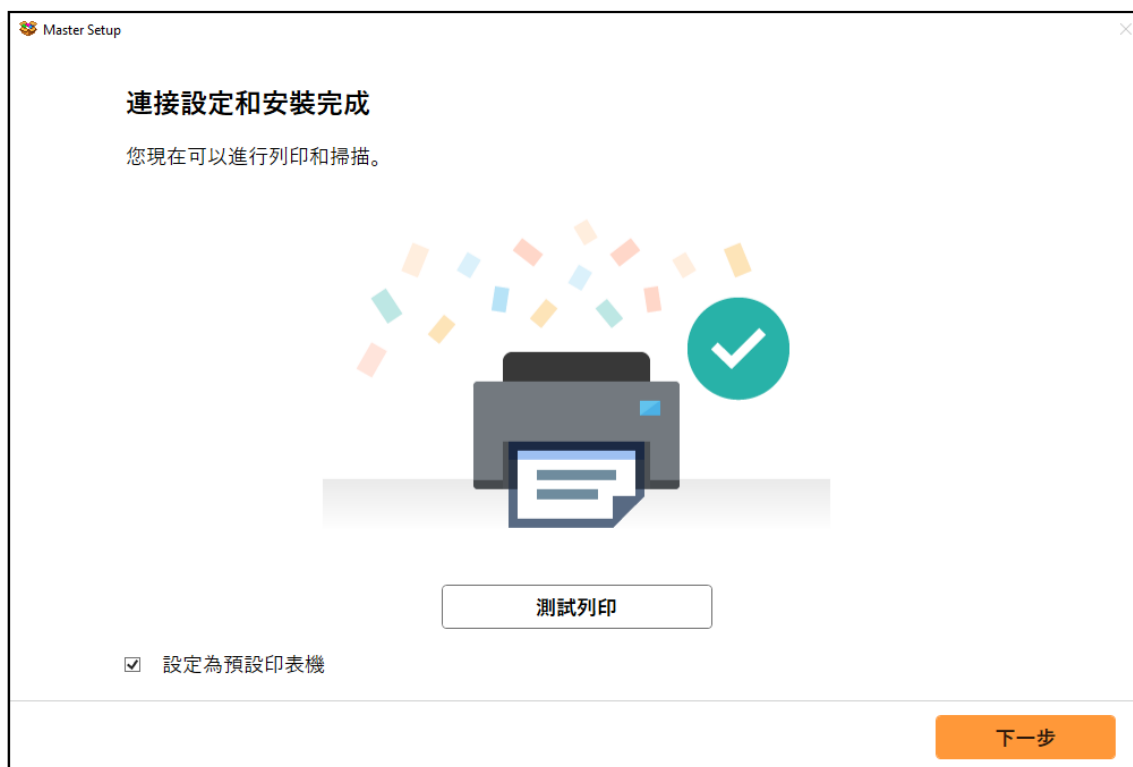 Master Setup
連接設定和安裝完成
您現在可以進行列印和掃描。
測試列印
設定為預設印表機
下一步